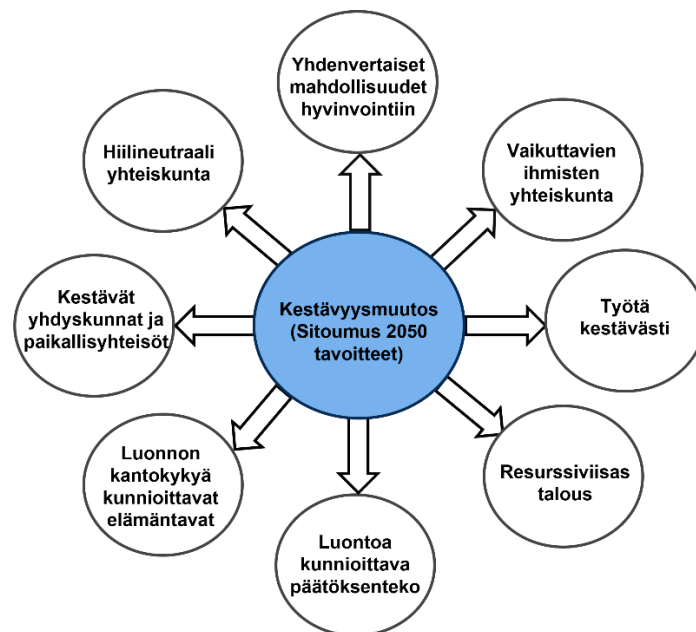 Yhdenvertaiset
mahdollisuudet
hyvinvointiin
Vaikuttavien
ihmisten
yhteiskunta
Työtä
kestävästi
Resurssiviisas
talous
Luontoa
kunnioittava
päätöksenteko
Luonnon
kantokykyä
kunnioittavat
elämäntavat
Kestävät
yhdyskunnat ja
paikallisyhteisöt
Hiilineutraali
yhteiskunta
Kestävyysmuutos
(Sitoumus 2050
tavoitteet)